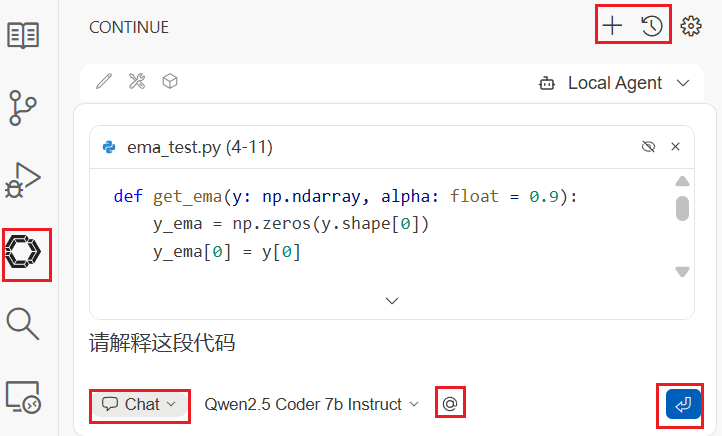 CONTINUE
Local Agent
ema_test.py (4-11)
def get_ema(y: np.ndarray, alpha: float = 0.9):
y_ema = np.zeros(y.shape[0])
y_ema[0] = y[0]
请解释这段代码
Chat Qwen2.5 Coder 7b Instruct @